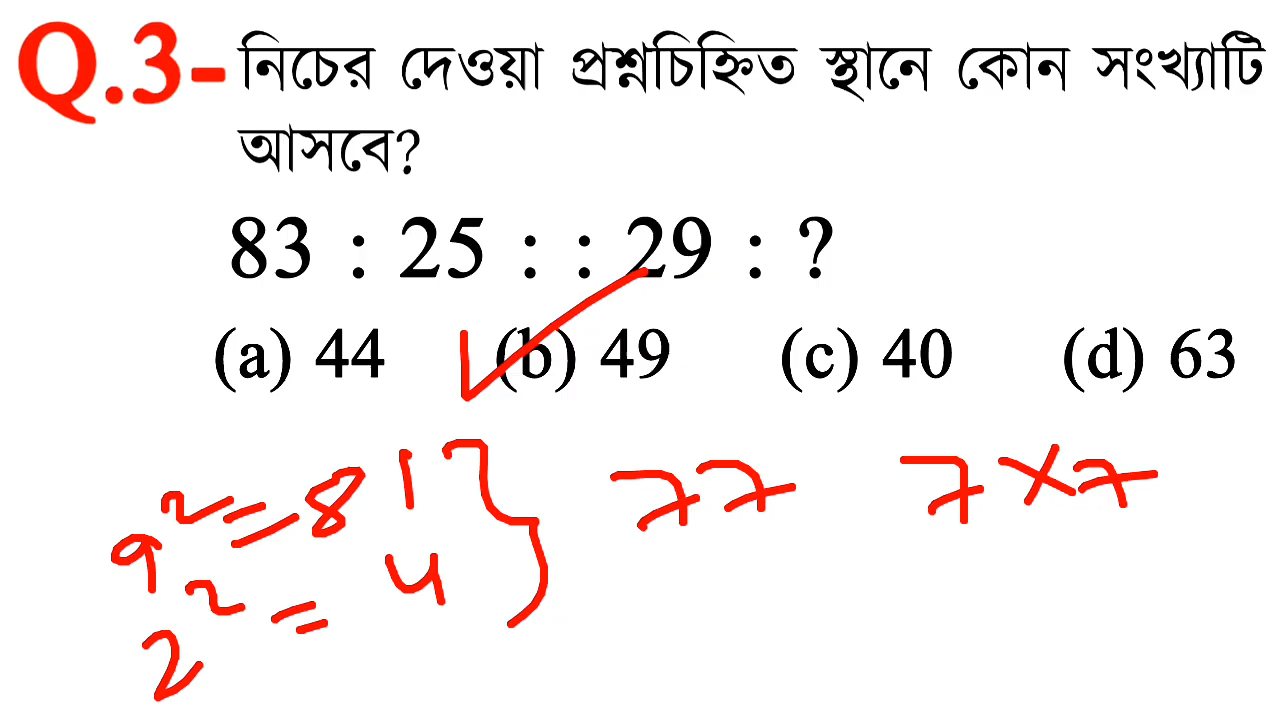 Q.3- নিচের দেওয়া প্রশ্নচিহ্নিত স্থানে কোন সংখ্যাটি
আসবে?
83 : 25 : : 29 : ?
(a) 44 (b) 49 (c) 40 (d) 63
9² = 81 } 77 7 × 7
2² = 4